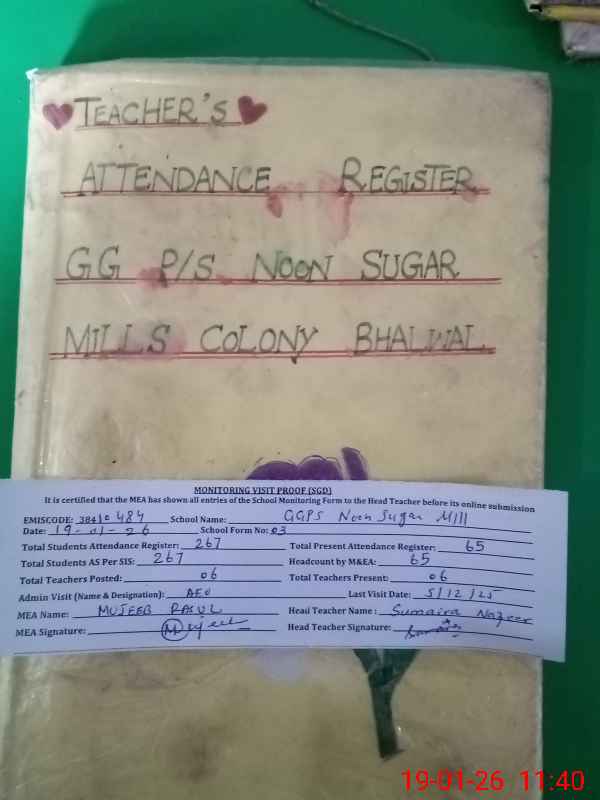 TEACHER'S
ATTENDANCE REGISTER
GG P/S NOON SUGAR
MILLS COLONY BHALWAL
MONITORING VISIT PROOF (SGD)
It is certified that the MEA has shown all entries of the School Monitoring Form to the Head Teacher before its online submission
EMISCODE: 38410484 School Name: GGPS Noon Sugar Mill
Date: 19-01-26 School Form No: 03
Total Students Attendance Register: 267 Total Present Attendance Register: 65
Total Students AS Per SIS: 267 Headcount by M&EA: 65
Total Teachers Posted: 06 Total Teachers Present: 06
Admin Visit (Name & Designation): AEO Last Visit Date: 5/12/25
MEA Name: MUJEEB RASUL Head Teacher Name: Sumaira Nazeer
MEA Signature: Mujeeb Head Teacher Signature:
19-01-26 11:40